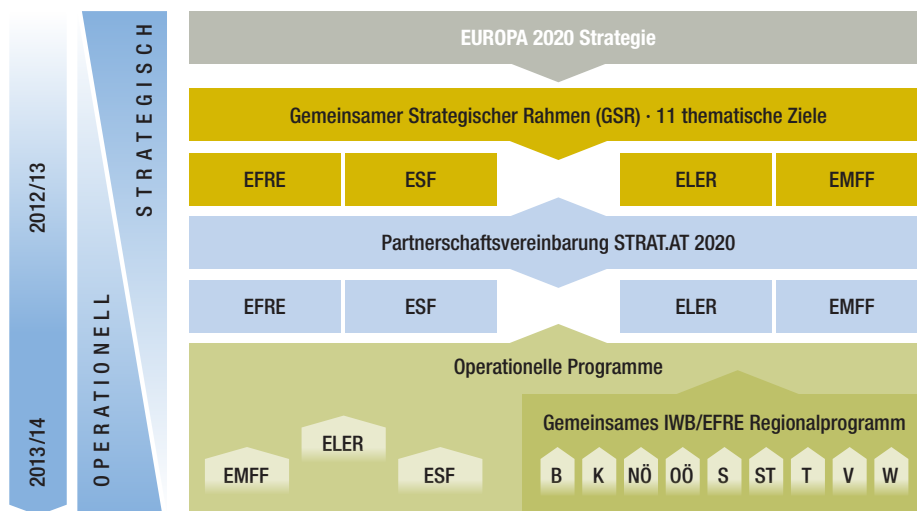 2012/13
2013/14
STRATEGISCH
OPERATIONELL
EUROPA 2020 Strategie
Gemeinsamer Strategischer Rahmen (GSR) · 11 thematische Ziele
EFRE ESF ELER EMFF
Partnerschaftsvereinbarung STRAT.AT 2020
EFRE ESF ELER EMFF
Operationelle Programme
EMFF ELER ESF
Gemeinsames IWB/EFRE Regionalprogramm
B K NÖ OÖ S ST T V W